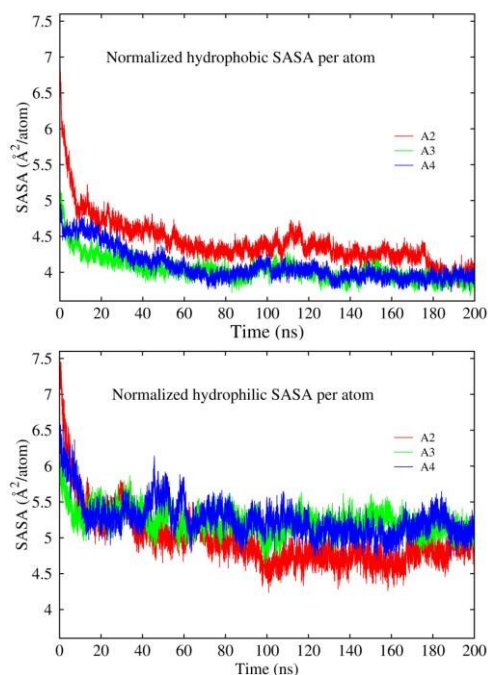 7.5
Normalized hydrophobic SASA per atom
7
6.5
6
A2
A3
A4
5.5
SASA (Å²/atom)
5
4.5
4
0 20 40 60 80 100 120 140 160 180 200
Time (ns)
7.5
Normalized hydrophilic SASA per atom
7
6.5
6
A2
A3
A4
5.5
SASA (Å²/atom)
5
4.5
4
0 20 40 60 80 100 120 140 160 180 200
Time (ns)